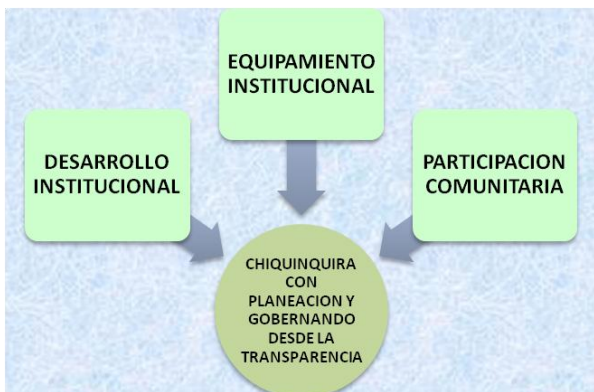 EQUIPAMIENTO
INSTITUCIONAL
DESARROLLO
INSTITUCIONAL
PARTICIPACION
COMUNITARIA
CHIQUINQUIRA
CON
PLANEACION Y
GOBERNANDO
DESDE LA
TRANSPARENCIA